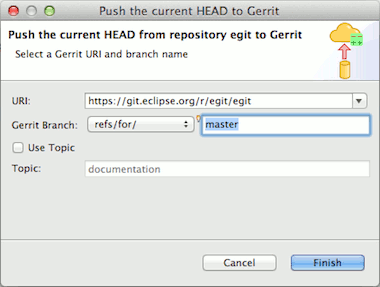 Push the current HEAD to Gerrit
Push the current HEAD from repository egit to Gerrit
Select a Gerrit URI and branch name
URI: https://git.eclipse.org/r/egit/egit
Gerrit Branch: refs/for/ master
Use Topic
Topic: documentation
Cancel Finish